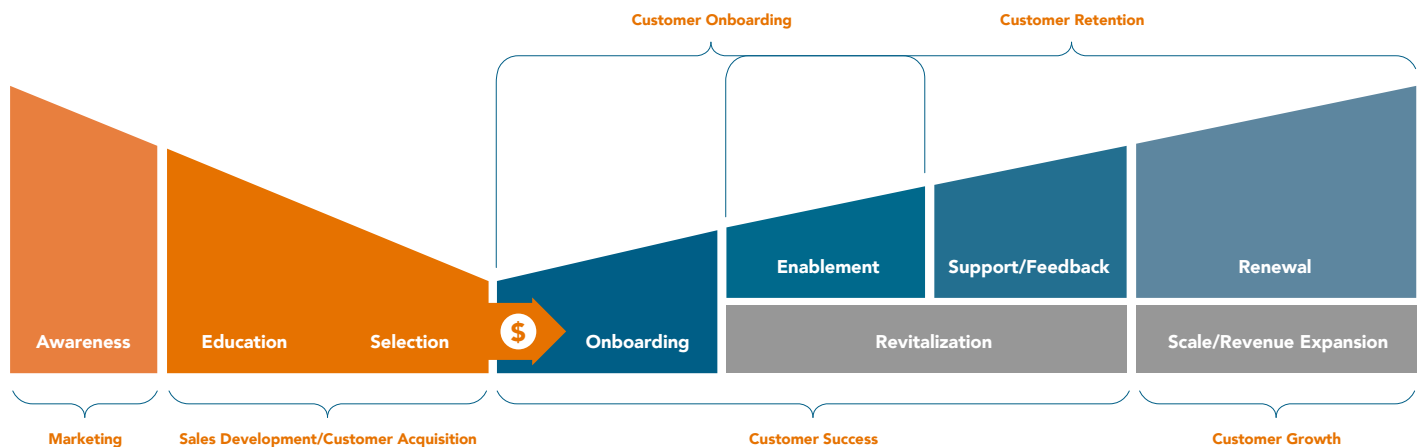 Customer Onboarding
Customer Retention
Enablement
Support/Feedback
Renewal
Awareness
Education
Selection
$
Onboarding
Revitalization
Scale/Revenue Expansion
Marketing
Sales Development/Customer Acquisition
Customer Success
Customer Growth